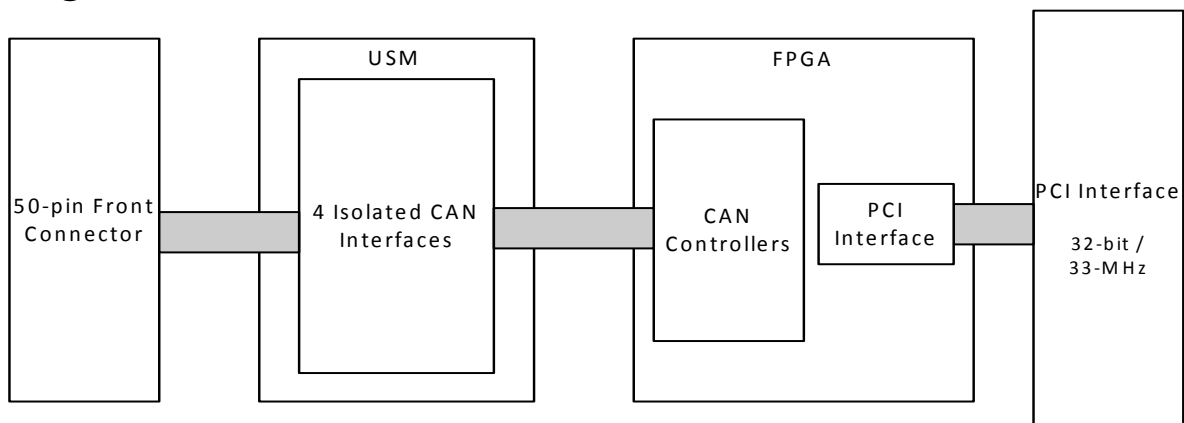 USM
FPGA
50-pin Front
Connector
4 Isolated CAN
Interfaces
CAN
Controllers
PCI
Interface
PCI Interface
32-bit /
33-MHz